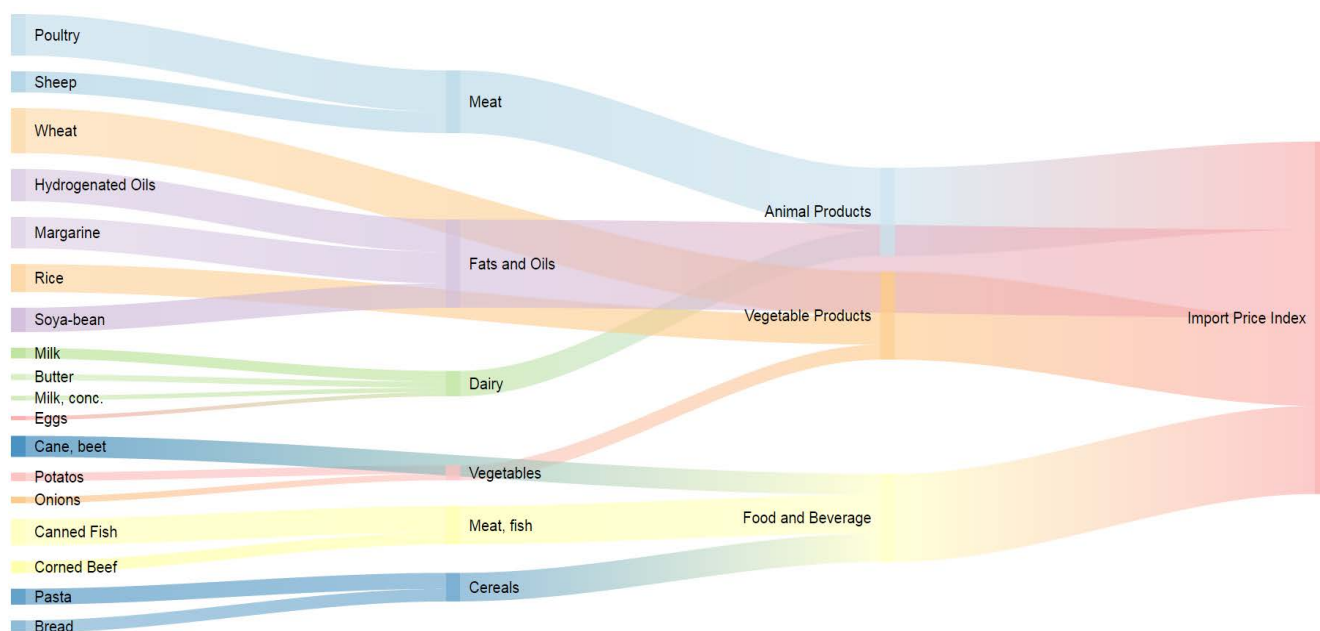 Poultry
Sheep
Wheat
Hydrogenated Oils
Margarine
Rice
Soya-bean
Milk
Butter
Milk, conc.
Eggs
Cane, beet
Potatos
Onions
Canned Fish
Corned Beef
Pasta
Bread
Meat
Fats and Oils
Dairy
Vegetables
Meat, fish
Cereals
Animal Products
Vegetable Products
Food and Beverage
Import Price Index